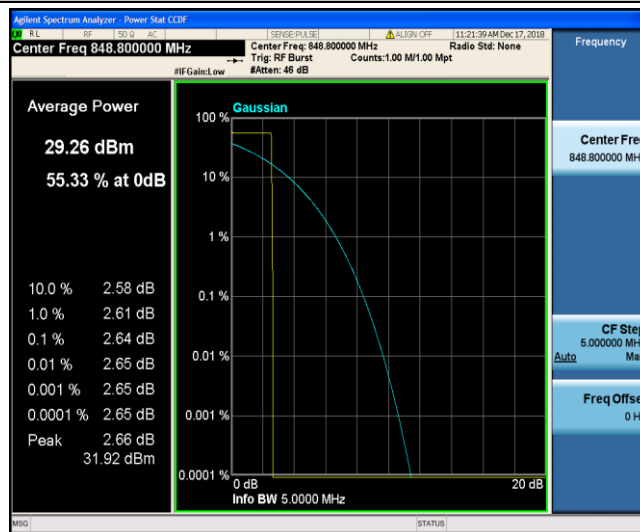 Agilent Spectrum Analyzer - Power Stat CCDF
RL RF 50 Ω AC SENSE:PULSE ALIGN OFF 11:21:39 AM Dec 17, 2018
Center Freq 848.800000 MHz
Center Freq: 848.800000 MHz Radio Std: None
Trig: RF Burst Counts:1.00 M/1.00 Mpt
#IFGain:Low #Atten: 46 dB
Frequency
Average Power
29.26 dBm
55.33 % at 0dB
10.0 % 2.58 dB
1.0 % 2.61 dB
0.1 % 2.64 dB
0.01 % 2.65 dB
0.001 % 2.65 dB
0.0001 % 2.65 dB
Peak 2.66 dB
31.92 dBm
Gaussian
100 %
10 %
1 %
0.1 %
0.01 %
0.001 %
0.0001 %
0 dB 20 dB
Info BW 5.0000 MHz
Center Fre
848.800000 MH
CF Ste
5.000000 MH
Auto Ma
Freq Offse
0 H
MSG STATUS